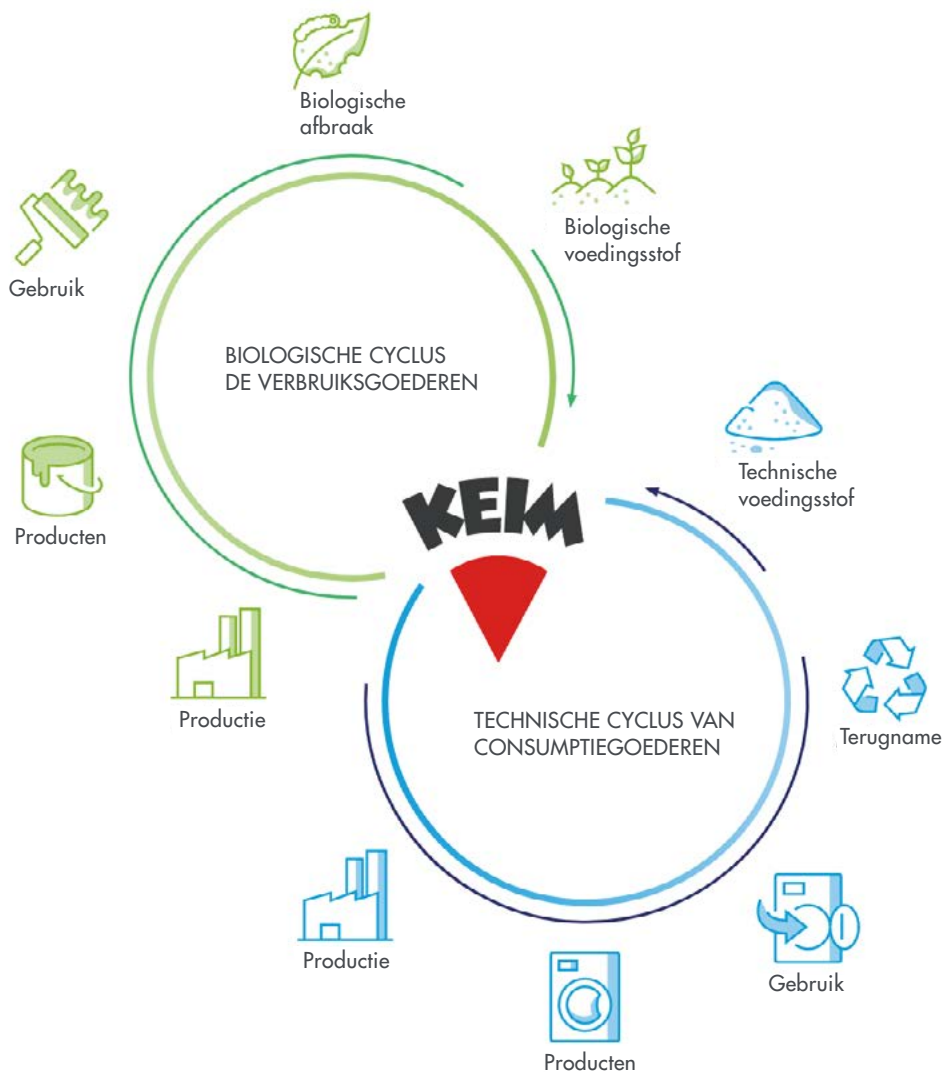 Biologische
afbraak
Biologische
voedingsstof
Gebruik
BIOLOGISCHE CYCLUS
DE VERBRUIKSGOEDEREN
Producten
Productie
KEIM
Technische
voedingsstof
TECHNISCHE CYCLUS VAN
CONSUMPTIEGOEDEREN
Terugname
Gebruik
Producten
Productie